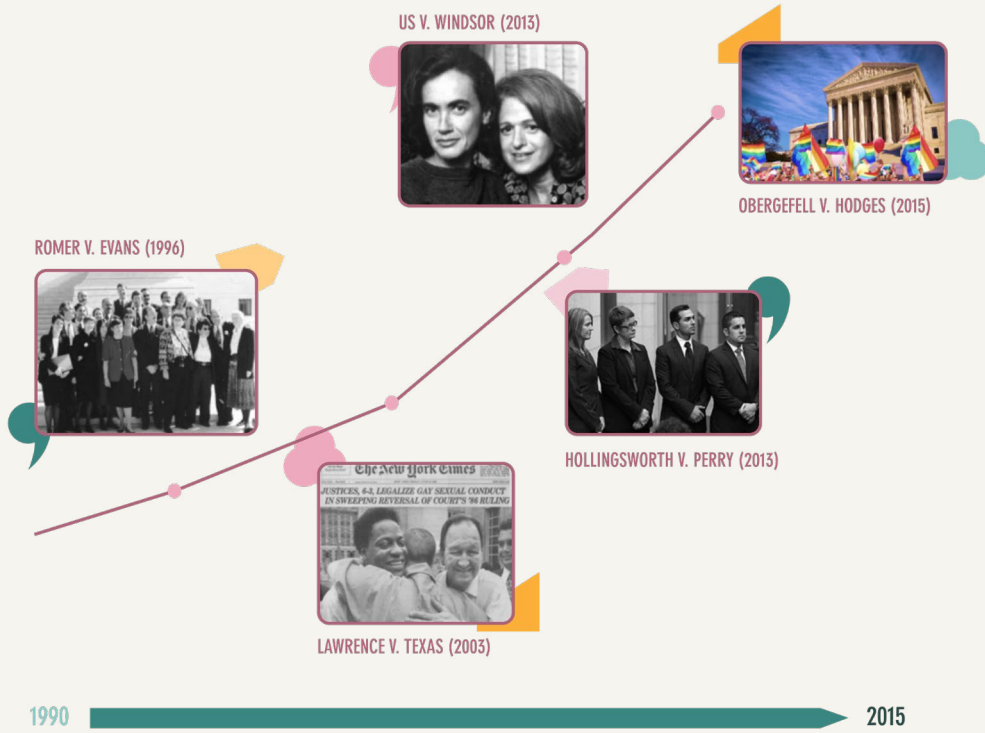 US V. WINDSOR (2013)
OBERGEFELL V. HODGES (2015)
ROMER V. EVANS (1996)
HOLLINGSWORTH V. PERRY (2013)
The New York Times
JUSTICES, 6-3, LEGALIZE GAY SEXUAL CONDUCT
IN SWEEPING REVERSAL OF COURT'S '86 RULING
LAWRENCE V. TEXAS (2003)
1990
2015